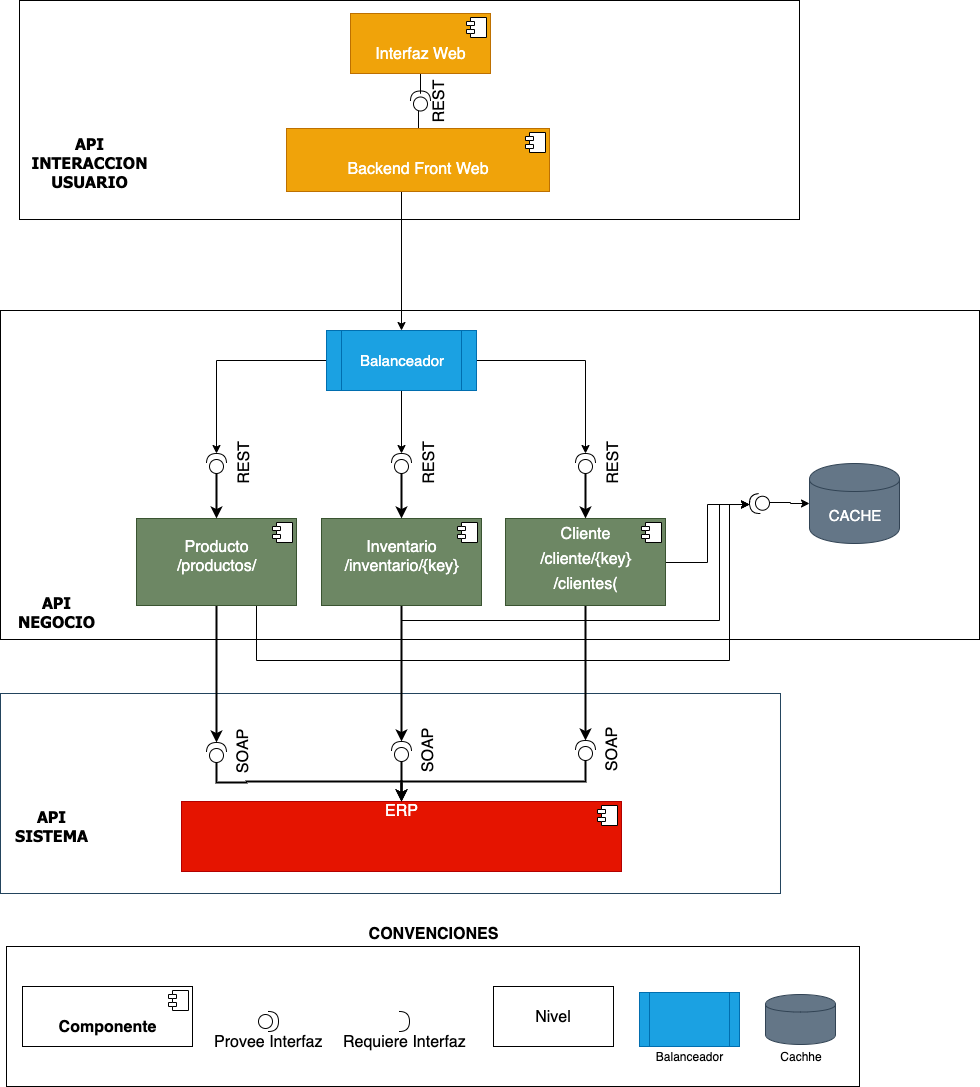 Interfaz Web
REST
Backend Front Web
API
INTERACCION
USUARIO
Balanceador
REST
REST
REST
Producto
/productos/
Inventario
/inventario/{key}
Cliente
/cliente/{key}
/clientes(
CACHE
API
NEGOCIO
SOAP
SOAP
SOAP
ERP
API
SISTEMA
CONVENCIONES
Componente
Provee Interfaz
Requiere Interfaz
Nivel
Balanceador
Cachhe